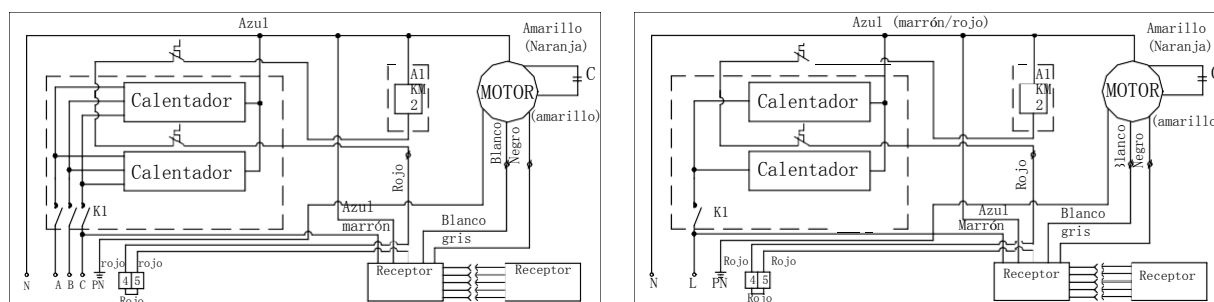 Azul
Amarillo
(Naranja)
C
A1
KM
2
MOTOR
Calentador
(amarillo)
Blanco
Negro
Calentador
Rojo
K1
Azul
marrón
Blanco
gris
rojo
rojo
Receptor
Receptor
N
A
B
C
PN
4
5
Rojo
Azul (marrón/rojo)
Amarillo
(Naranja)
C
A1
KM
2
MOTOR
Calentador
(amarillo)
Blanco
Negro
Calentador
Rojo
K1
Azul
Marrón
Blanco
gris
Rojo
Rojo
Receptor
Receptor
N
L
PN
4
5
Rojo